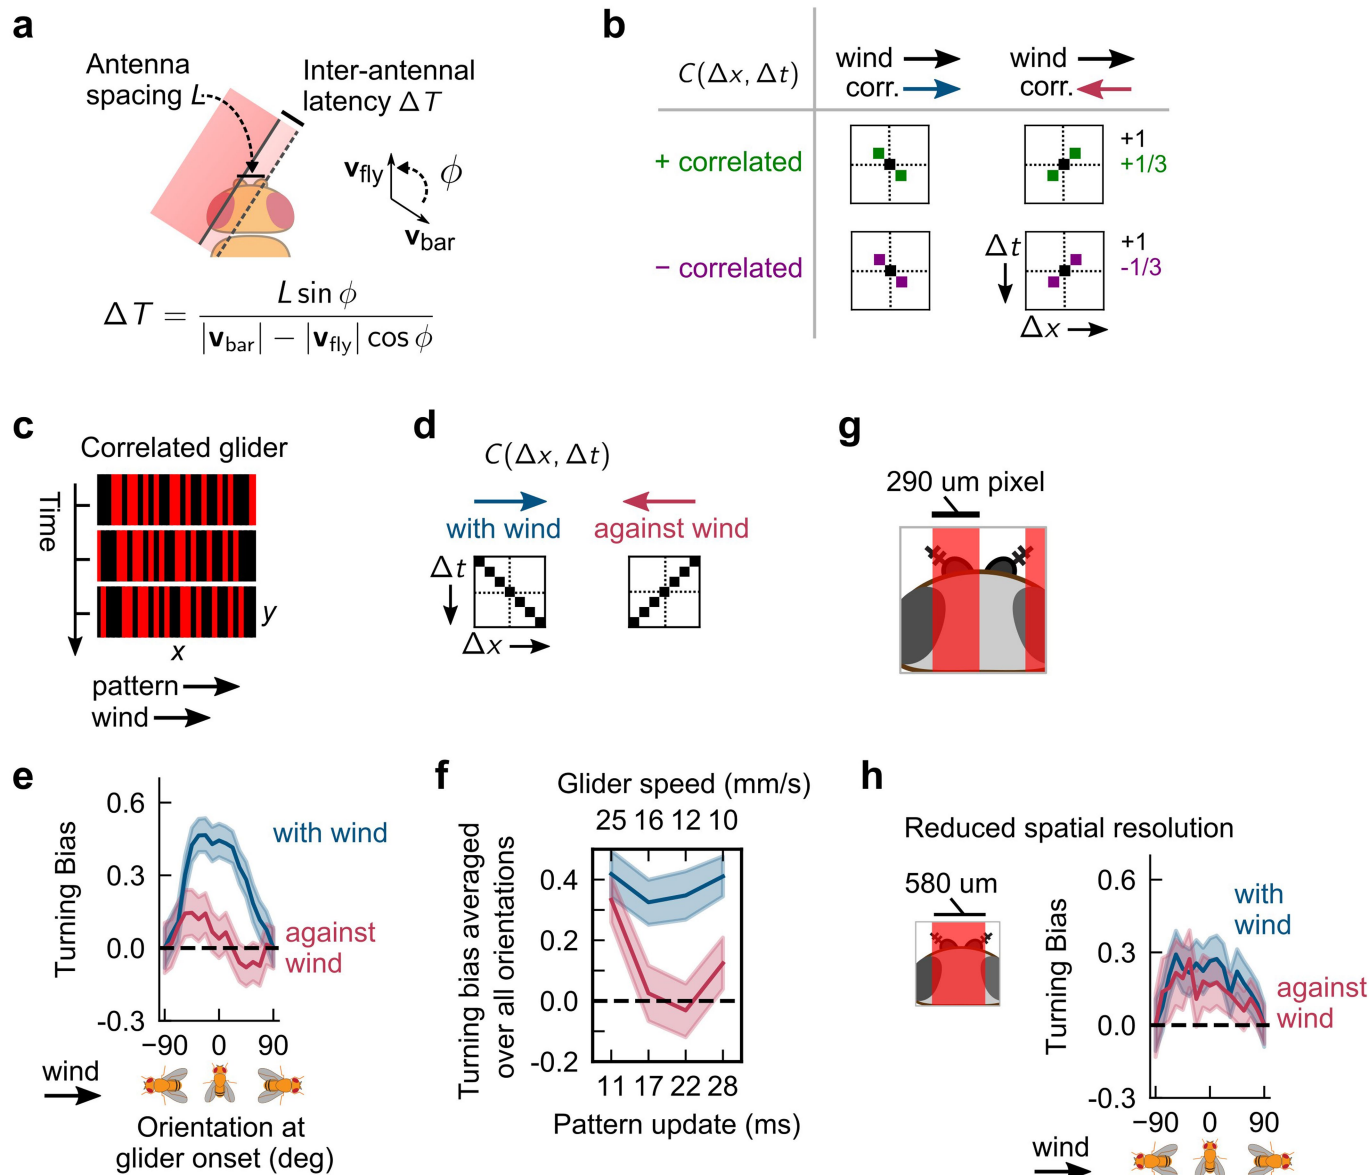 a
Antenna
spacing L
Inter-antennal
latency ΔT
v_fly
ϕ
v_bar
ΔT = L sin ϕ / (|v_bar| − |v_fly| cos ϕ)
b
C(Δx, Δt)
wind
corr.
wind
corr.
+ correlated
+1
+1/3
− correlated
+1
-1/3
Δt
Δx
c
Correlated glider
Time
y
x
pattern
wind
d
C(Δx, Δt)
with wind
against wind
Δt
Δx
g
290 um pixel
e
Turning Bias
0.6
0.3
0.0
-0.3
with wind
against
wind
−90 0 90
wind
Orientation at
glider onset (deg)
f
Glider speed (mm/s)
25 16 12 10
Turning bias averaged
over all orientations
0.4
0.2
0.0
-0.2
11 17 22 28
Pattern update (ms)
h
Reduced spatial resolution
580 um
Turning Bias
0.6
0.3
0.0
-0.3
with
wind
against
wind
−90 0 90
wind